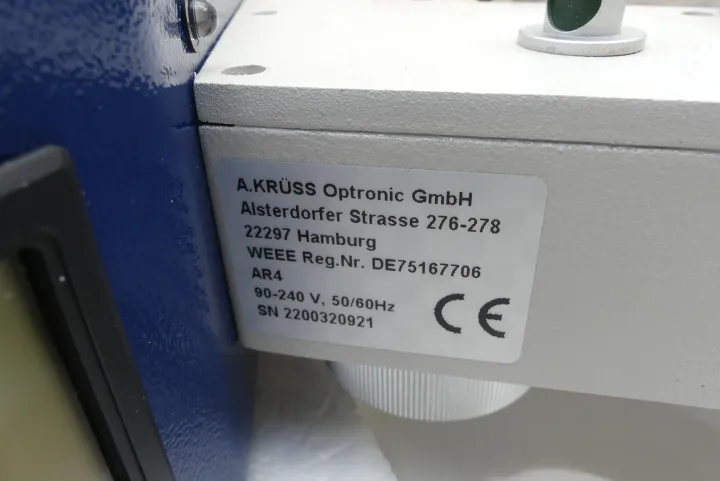 A.KRÜSS Optronic GmbH
Alsterdorfer Strasse 276-278
22297 Hamburg
WEEE Reg.Nr. DE75167706
AR4
90-240 V, 50/60Hz
SN 2200320921
CE